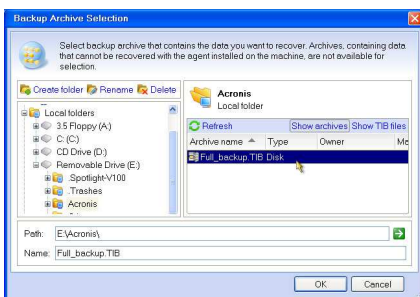 Backup Archive Selection
Select backup archive that contains the data you want to recover. Archives, containing data
that cannot be recovered with the agent installed on the machine, are not available for
selection.
Create folder Rename Delete
Local folders
3.5 Floppy (A:)
C: (C:)
CD Drive (D:)
Removable Drive (E:)
.Spotlight-V100
.Trashes
Acronis
Acronis
Local folder
Refresh Show archives Show TIB files
Archive name Type Owner
Full_backup.TIB Disk
Path: E:\Acronis\
Name: Full_backup.TIB
OK Cancel